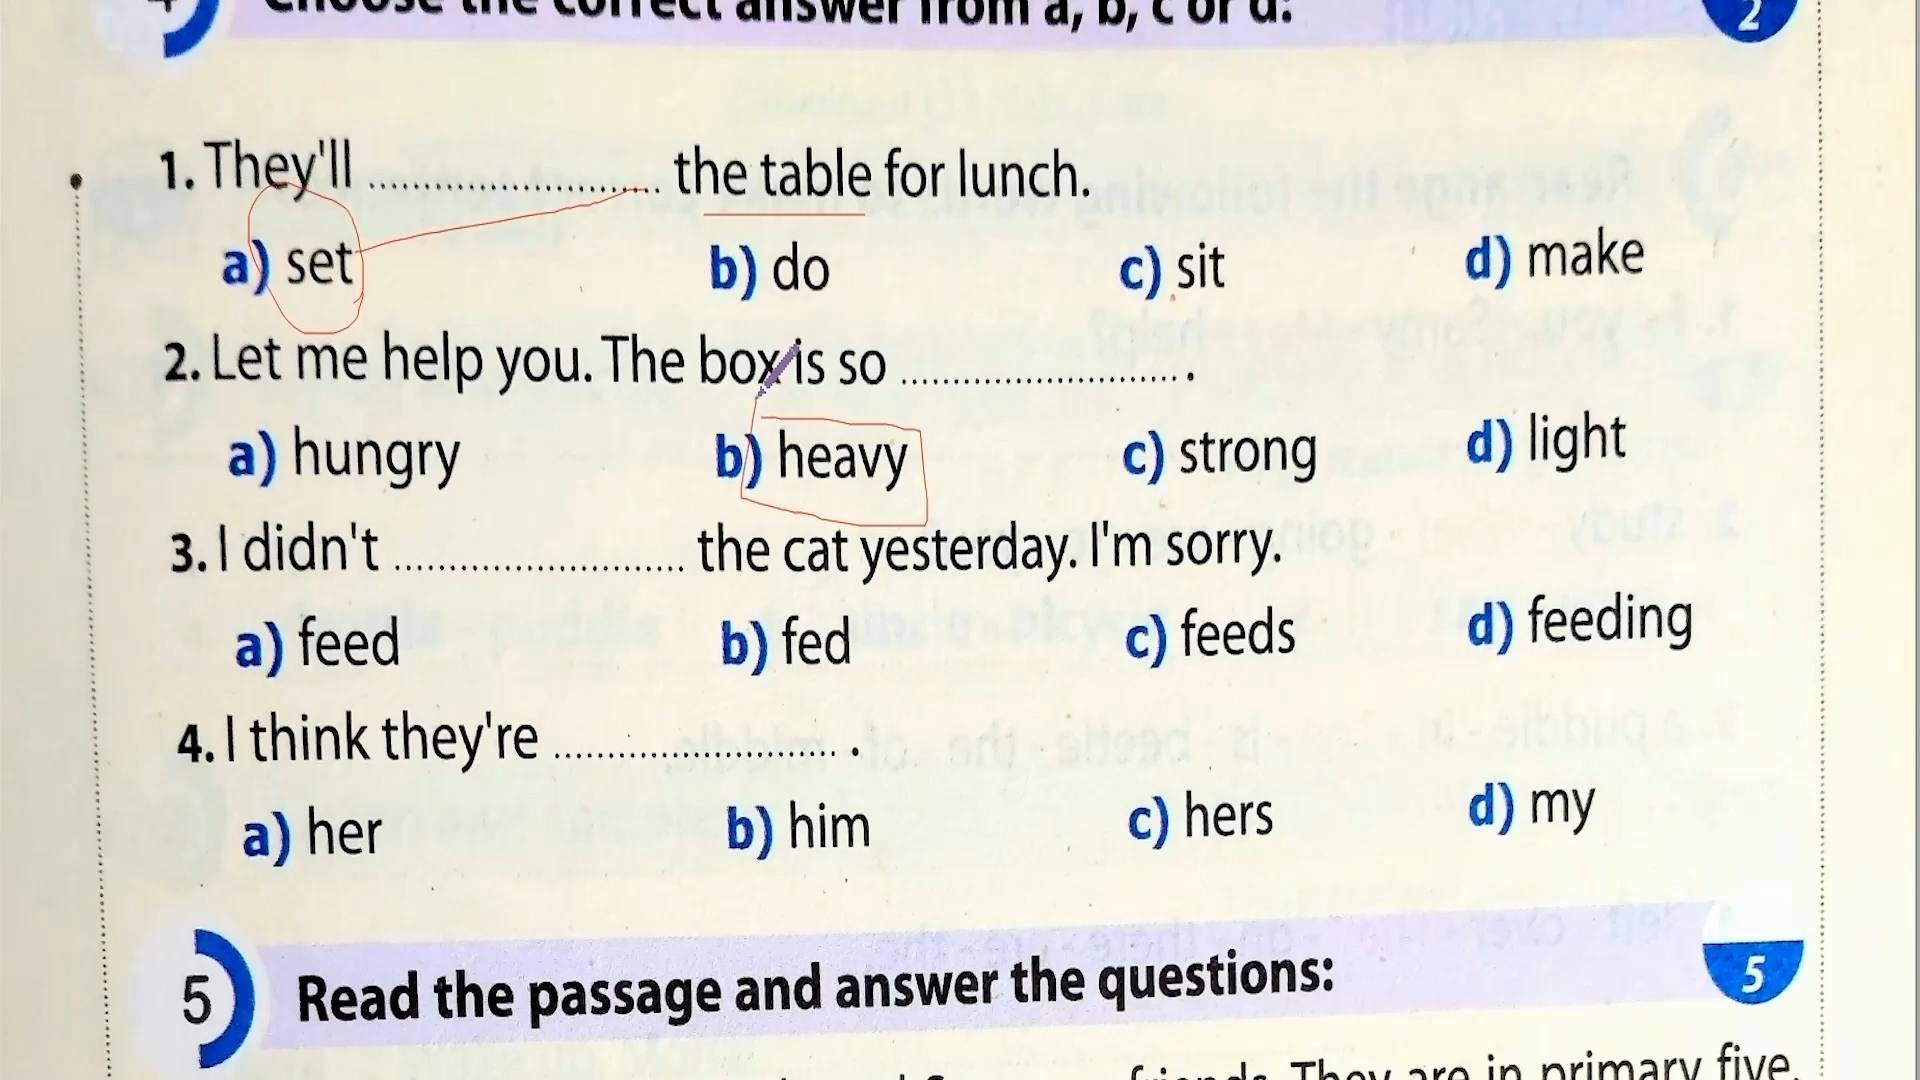 Choose the correct answer from a, b, c or d:
2
1. They'll .......................... the table for lunch.
a) set b) do c) sit d) make
2. Let me help you. The box is so .......................... .
a) hungry b) heavy c) strong d) light
3. I didn't .......................... the cat yesterday. I'm sorry.
a) feed b) fed c) feeds d) feeding
4. I think they're .......................... .
a) her b) him c) hers d) my
5 Read the passage and answer the questions:
5
friends. They are in primary five.